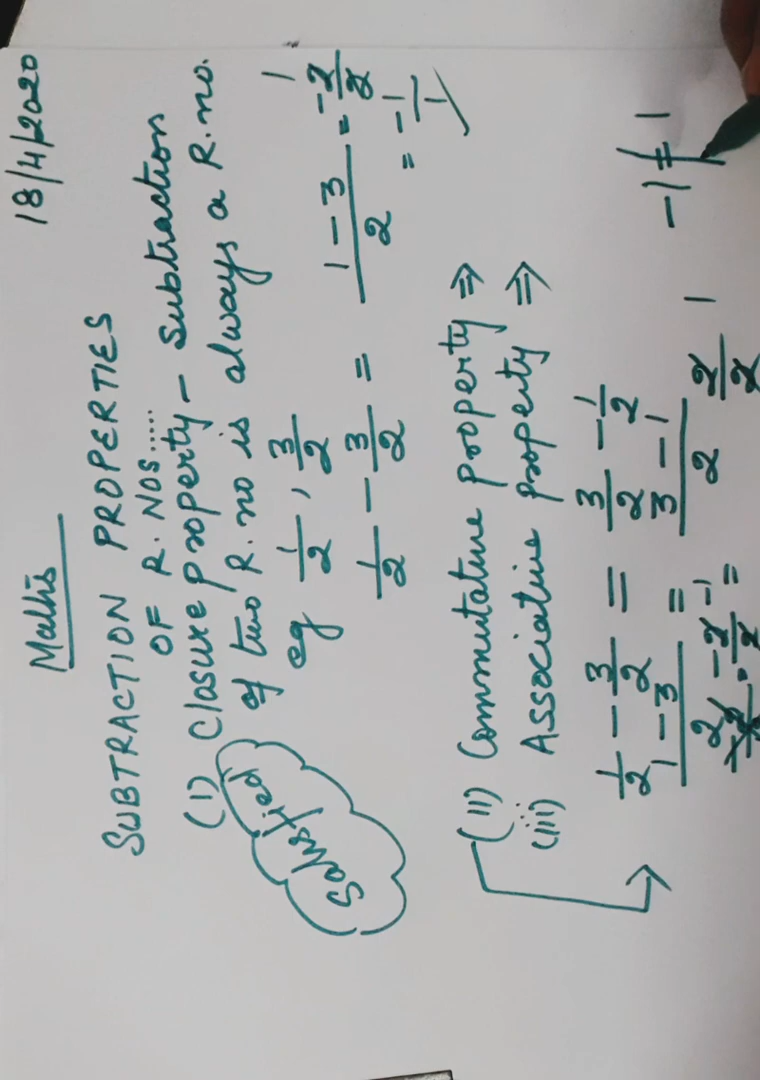 18/4/2020
Maths
SUBTRACTION PROPERTIES
OF R. NOS.....
(i) Closure property - Subtraction
of two R. no is always a R. no.
Satisfied
eg 1/2 , 3/2
1/2 - 3/2 = 1 - 3/2 = -2/2 1
= -1/1
(ii) Commutative property ⇒
(iii) Associative property ⇒
1/2 - 3/2 = 3/2 - 1/2
1 - 3/2 = 3 - 1/2
-2/2 -1 = 2/2 1
-1 ≠ 1